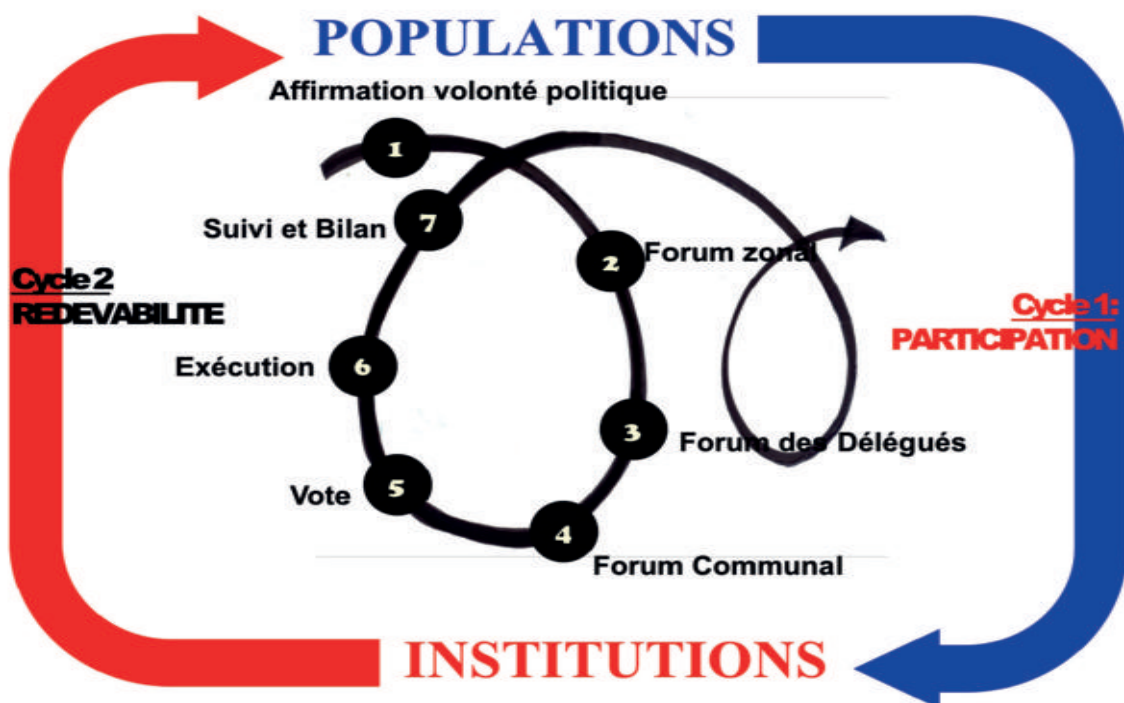 POPULATIONS
Affirmation volonté politique
1
7
Suivi et Bilan
2
Forum zonal
Cycle 2
REDEVABILITE
Cycle 1:
PARTICIPATION
Exécution
6
3
Forum des Délégués
5
Vote
4
Forum Communal
INSTITUTIONS